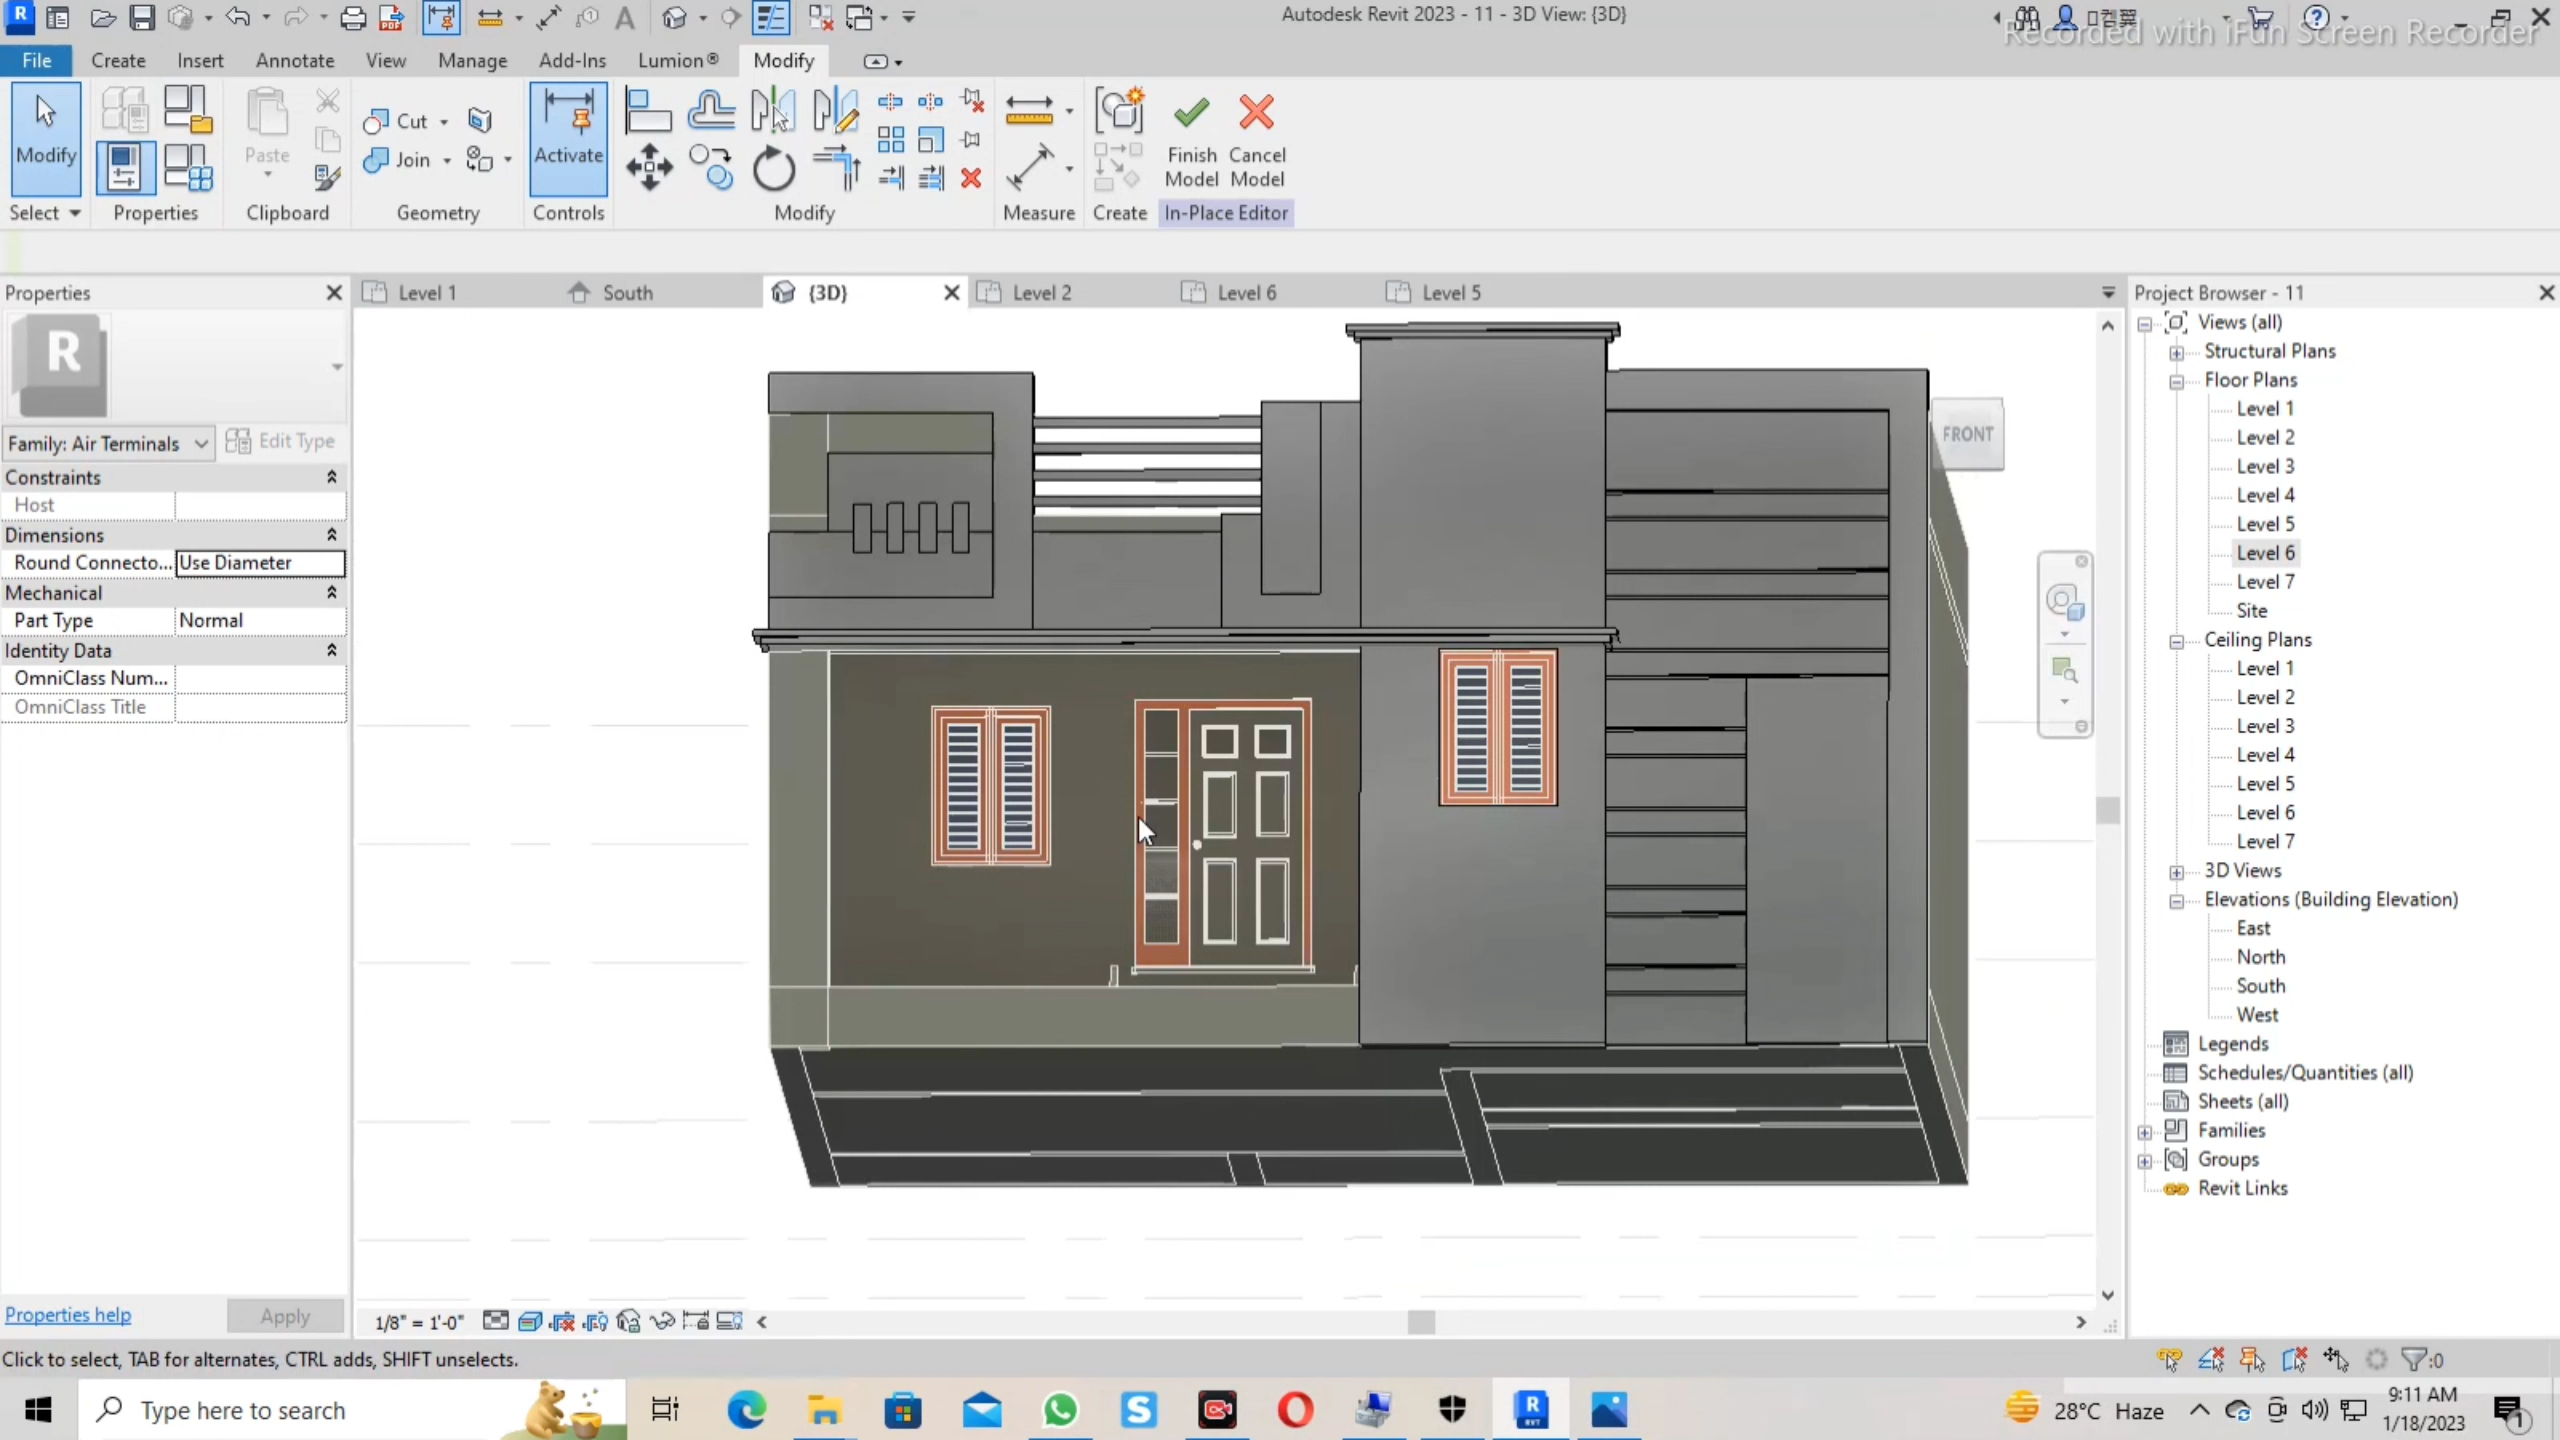 Autodesk Revit 2023 - 11 - 3D View: {3D}
Recorded with iFun Screen Recorder
File
Create
Insert
Annotate
View
Manage
Add-Ins
Lumion®
Modify
Modify
Paste
Cut
Join
Activate
Finish Model
Cancel Model
Select
Properties
Clipboard
Geometry
Controls
Modify
Measure
Create
In-Place Editor
Properties
Level 1
South
{3D}
Level 2
Level 6
Level 5
Project Browser - 11
R
Family: Air Terminals
Edit Type
Constraints
Host
Dimensions
Round Connecto... Use Diameter
Mechanical
Part Type Normal
Identity Data
OmniClass Num...
OmniClass Title
Properties help
Apply
FRONT
Views (all)
Structural Plans
Floor Plans
Level 1
Level 2
Level 3
Level 4
Level 5
Level 6
Level 7
Site
Ceiling Plans
Level 1
Level 2
Level 3
Level 4
Level 5
Level 6
Level 7
3D Views
Elevations (Building Elevation)
East
North
South
West
Legends
Schedules/Quantities (all)
Sheets (all)
Families
Groups
Revit Links
1/8" = 1'-0"
Click to select, TAB for alternates, CTRL adds, SHIFT unselects.
:0
Type here to search
28°C Haze
9:11 AM
1/18/2023
1